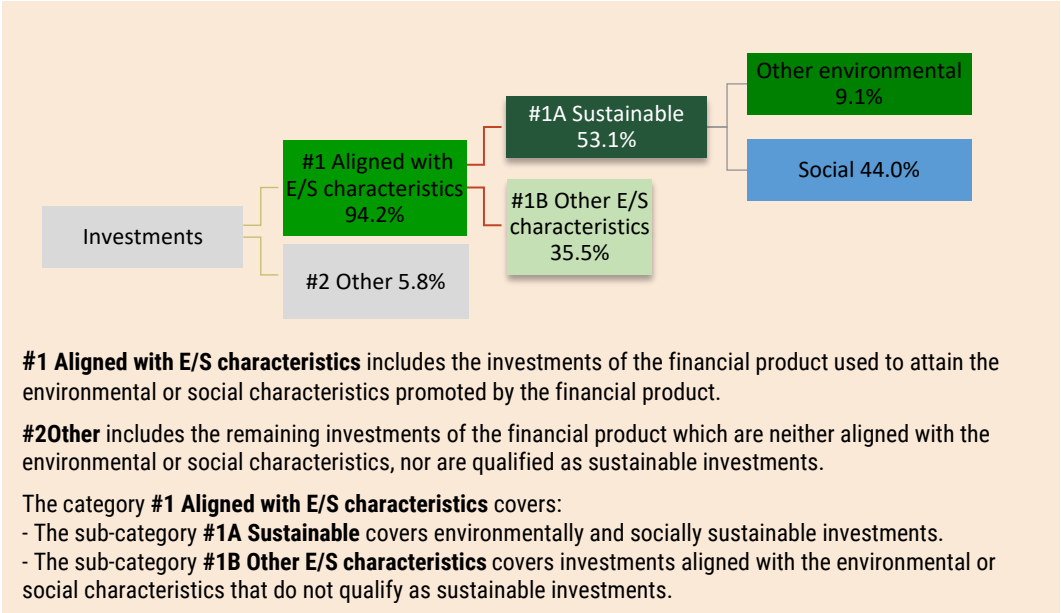 Investments
#1 Aligned with
E/S characteristics
94.2%
#2 Other 5.8%
#1A Sustainable
53.1%
#1B Other E/S
characteristics
35.5%
Other environmental
9.1%
Social 44.0%
#1 Aligned with E/S characteristics includes the investments of the financial product used to attain the
environmental or social characteristics promoted by the financial product.
#2Other includes the remaining investments of the financial product which are neither aligned with the
environmental or social characteristics, nor are qualified as sustainable investments.
The category #1 Aligned with E/S characteristics covers:
- The sub-category #1A Sustainable covers environmentally and socially sustainable investments.
- The sub-category #1B Other E/S characteristics covers investments aligned with the environmental or
social characteristics that do not qualify as sustainable investments.